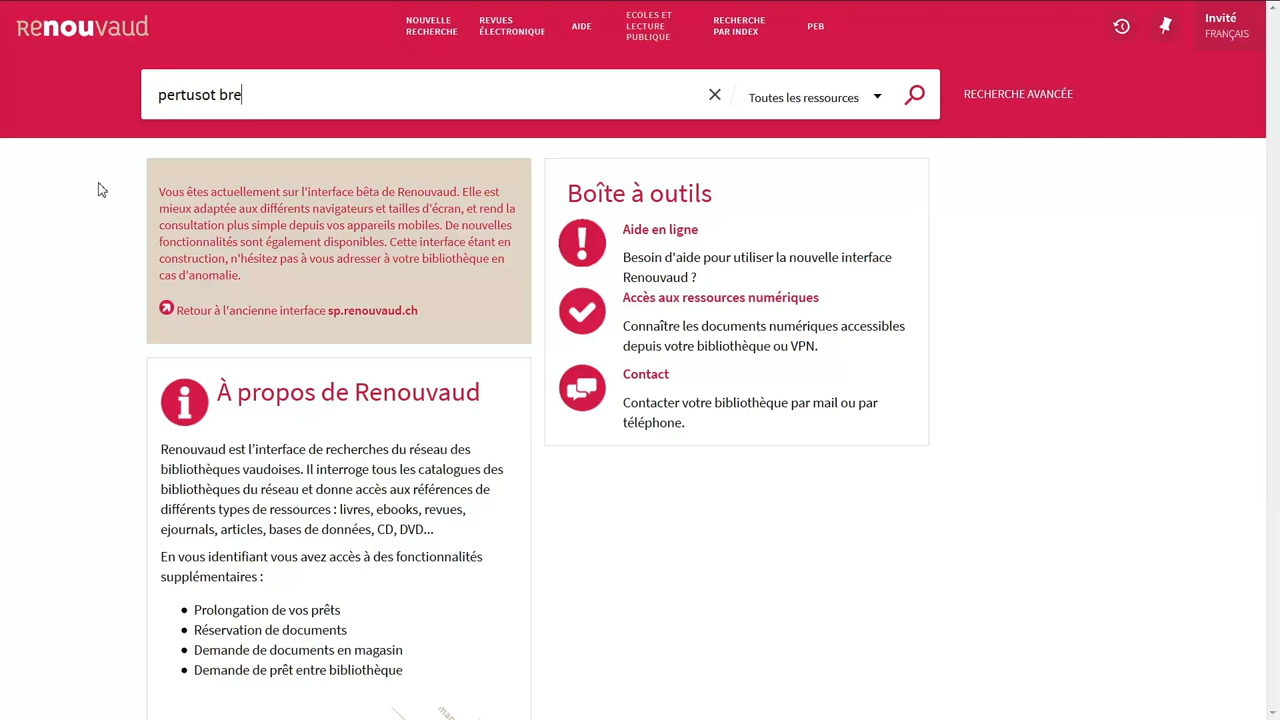 Renouvaud
NOUVELLE
RECHERCHE
REVUES
ÉLECTRONIQUE
AIDE
ECOLES ET
LECTURE
PUBLIQUE
RECHERCHE
PAR INDEX
PEB
Invité
FRANÇAIS
pertusot bre
Toutes les ressources
RECHERCHE AVANCÉE
Vous êtes actuellement sur l'interface bêta de Renouvaud. Elle est
mieux adaptée aux différents navigateurs et tailles d'écran, et rend la
consultation plus simple depuis vos appareils mobiles. De nouvelles
fonctionnalités sont également disponibles. Cette interface étant en
construction, n'hésitez pas à vous adresser à votre bibliothèque en
cas d'anomalie.
Retour à l'ancienne interface sp.renouvaud.ch
À propos de Renouvaud
Renouvaud est l’interface de recherches du réseau des
bibliothèques vaudoises. Il interroge tous les catalogues des
bibliothèques du réseau et donne accès aux références de
différents types de ressources : livres, ebooks, revues,
ejournals, articles, bases de données, CD, DVD...
En vous identifiant vous avez accès à des fonctionnalités
supplémentaires :
• Prolongation de vos prêts
• Réservation de documents
• Demande de documents en magasin
• Demande de prêt entre bibliothèque
Boîte à outils
Aide en ligne
Besoin d'aide pour utiliser la nouvelle interface
Renouvaud ?
Accès aux ressources numériques
Connaître les documents numériques accessibles
depuis votre bibliothèque ou VPN.
Contact
Contacter votre bibliothèque par mail ou par
téléphone.